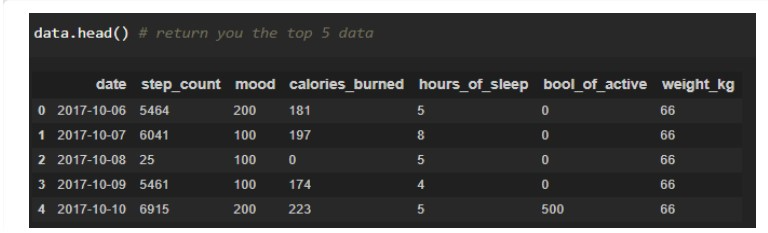 data.head() # return you the top 5 data
date step_count mood calories_burned hours_of_sleep bool_of_active weight_kg
0 2017-10-06 5464 200 181 5 0 66
1 2017-10-07 6041 100 197 8 0 66
2 2017-10-08 25 100 0 5 0 66
3 2017-10-09 5461 100 174 4 0 66
4 2017-10-10 6915 200 223 5 500 66